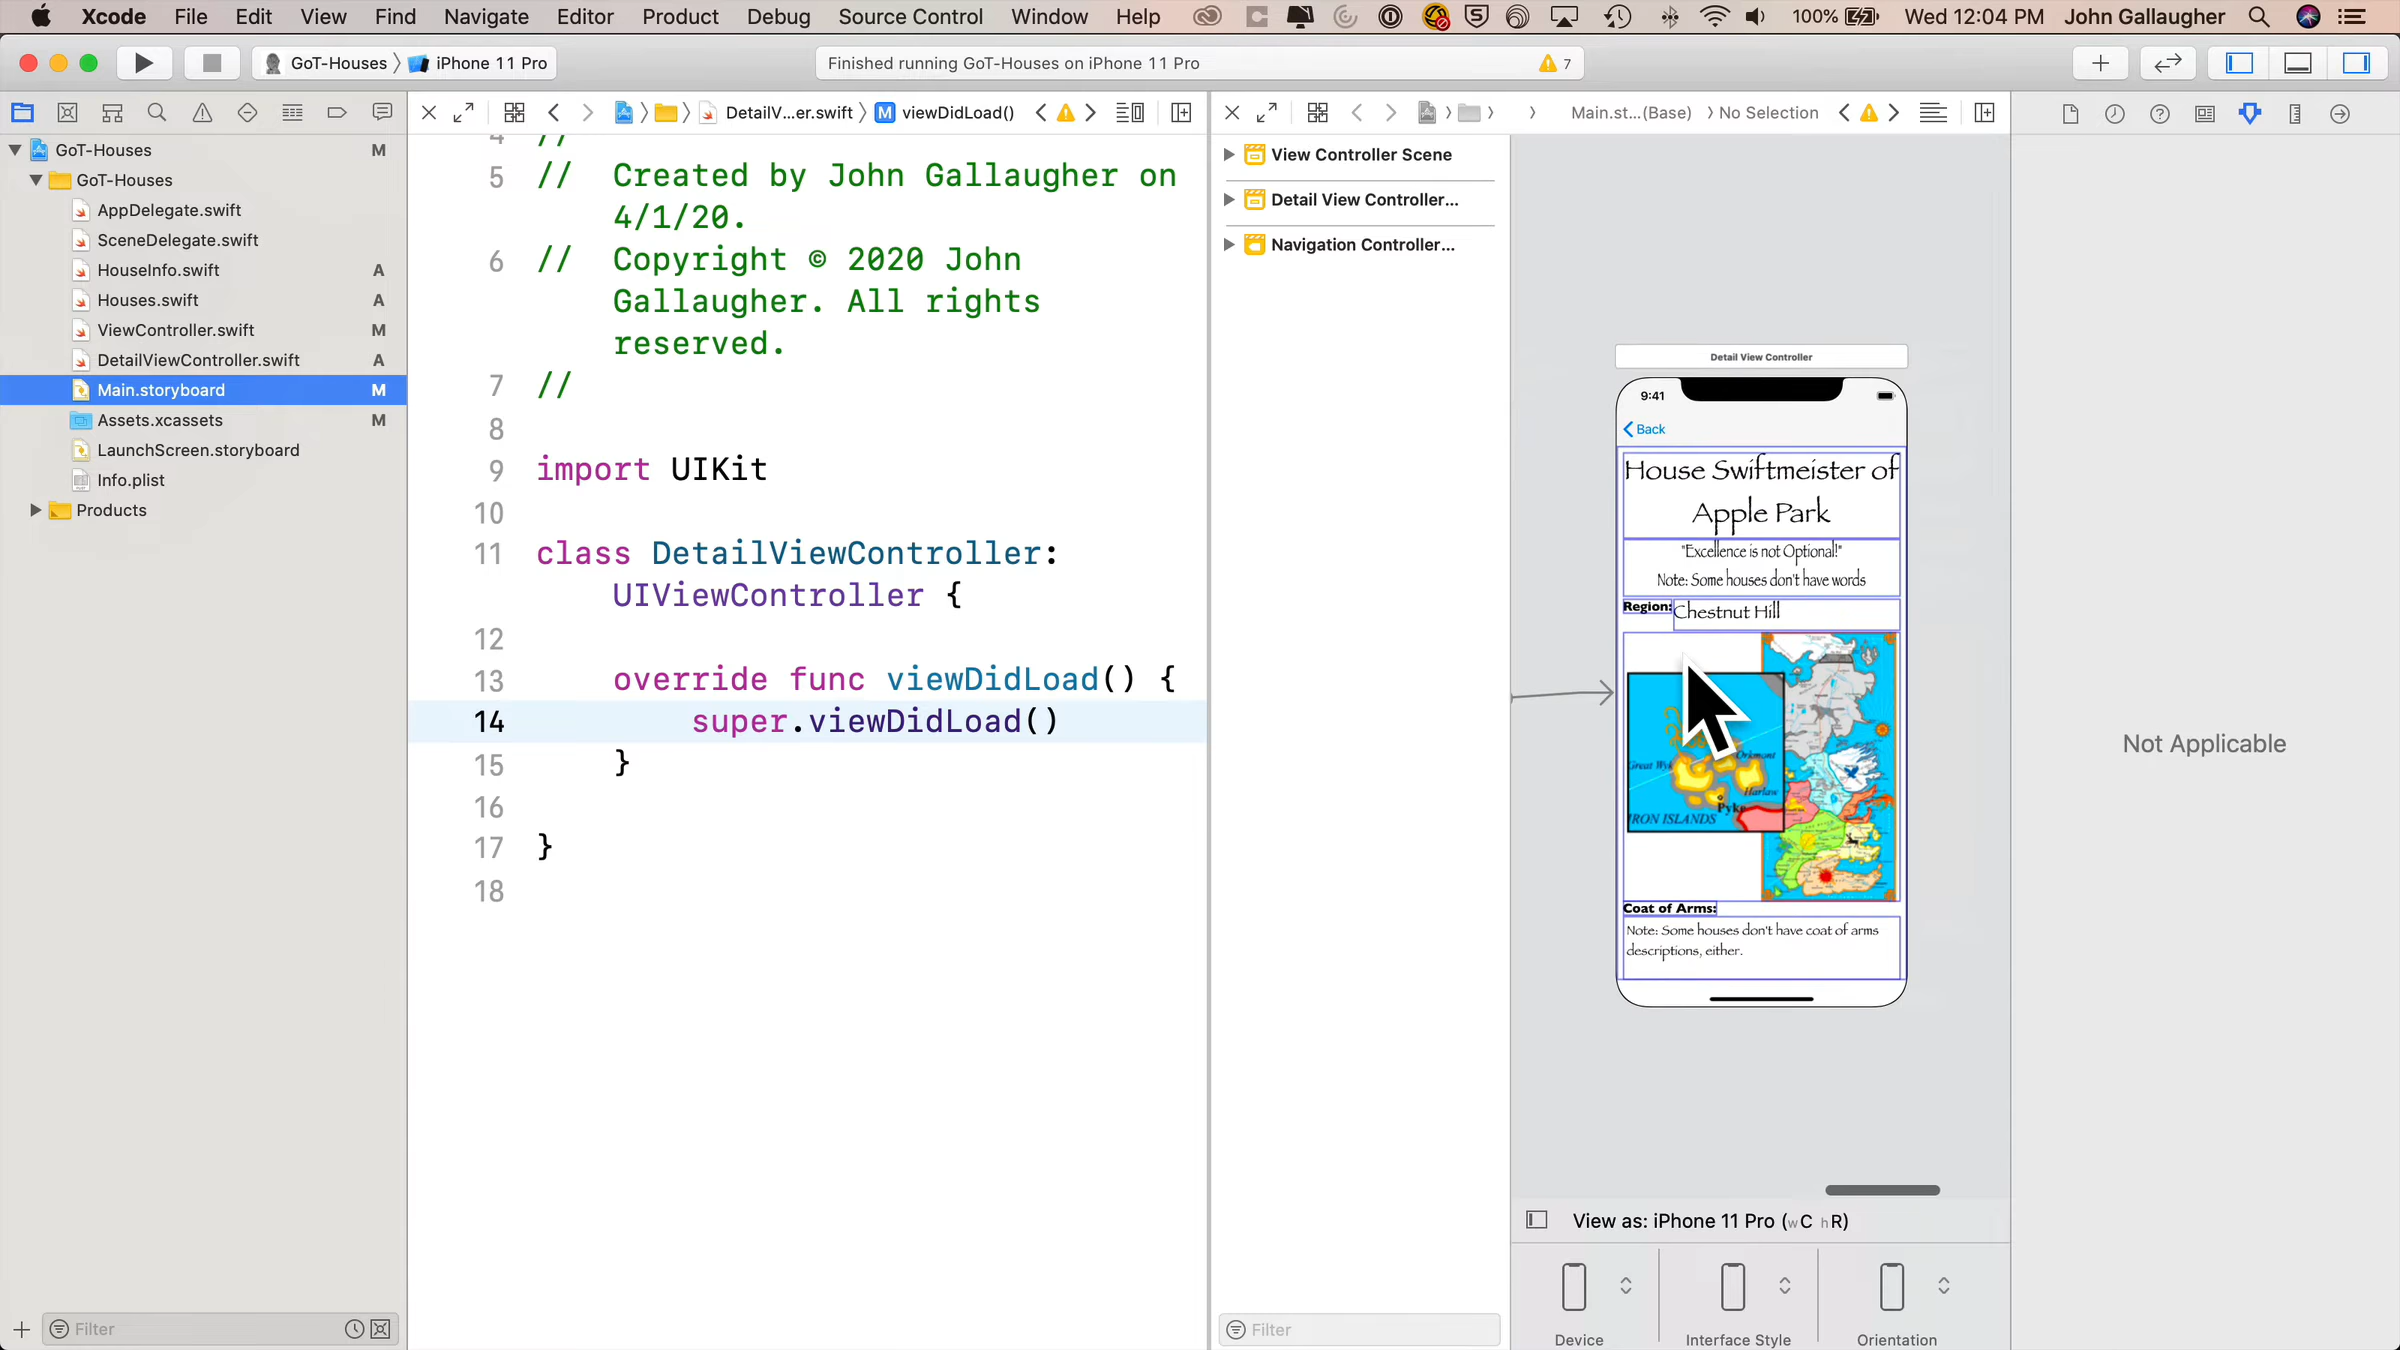 Xcode File Edit View Find Navigate Editor Product Debug Source Control Window Help 100% Wed 12:04 PM John Gallaugher
GoT-Houses iPhone 11 Pro
Finished running GoT-Houses on iPhone 11 Pro 7
DetailV...er.swift M viewDidLoad()
Main.st...(Base) No Selection
GoT-Houses M
GoT-Houses
AppDelegate.swift
SceneDelegate.swift
HouseInfo.swift A
Houses.swift A
ViewController.swift M
DetailViewController.swift A
Main.storyboard M
Assets.xcassets M
LaunchScreen.storyboard
Info.plist
Products
Filter
4 //
5 // Created by John Gallaugher on
4/1/20.
6 // Copyright © 2020 John
Gallaugher. All rights
reserved.
7 //
8
9 import UIKit
10
11 class DetailViewController:
UIViewController {
12
13 override func viewDidLoad() {
14 super.viewDidLoad()
15 }
16
17 }
18
View Controller Scene
Detail View Controller...
Navigation Controller...
Filter
Detail View Controller
9:41
Back
House Swiftmeister of
Apple Park
"Excellence is not Optional!"
Note: Some houses don't have words
Region: Chestnut Hill
Great Wyk Orkmont
Harlaw
Pyke
IRON ISLANDS
Coat of Arms:
Note: Some houses don't have coat of arms
descriptions, either.
View as: iPhone 11 Pro (wC hR)
Device Interface Style Orientation
Not Applicable